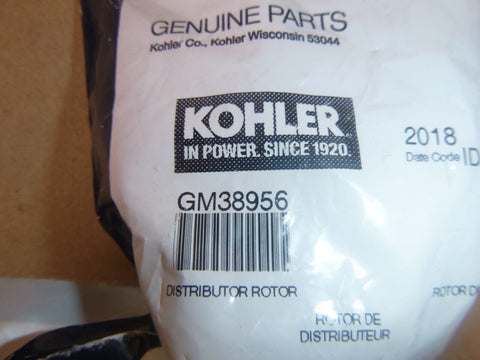 GENUINE PARTS
Kohler Co., Kohler Wisconsin 53044
KOHLER
IN POWER. SINCE 1920.
2018
Date Code
GM38956
DISTRIBUTOR ROTOR
ROTOR
ROTOR DE
DISTRIBUTEUR